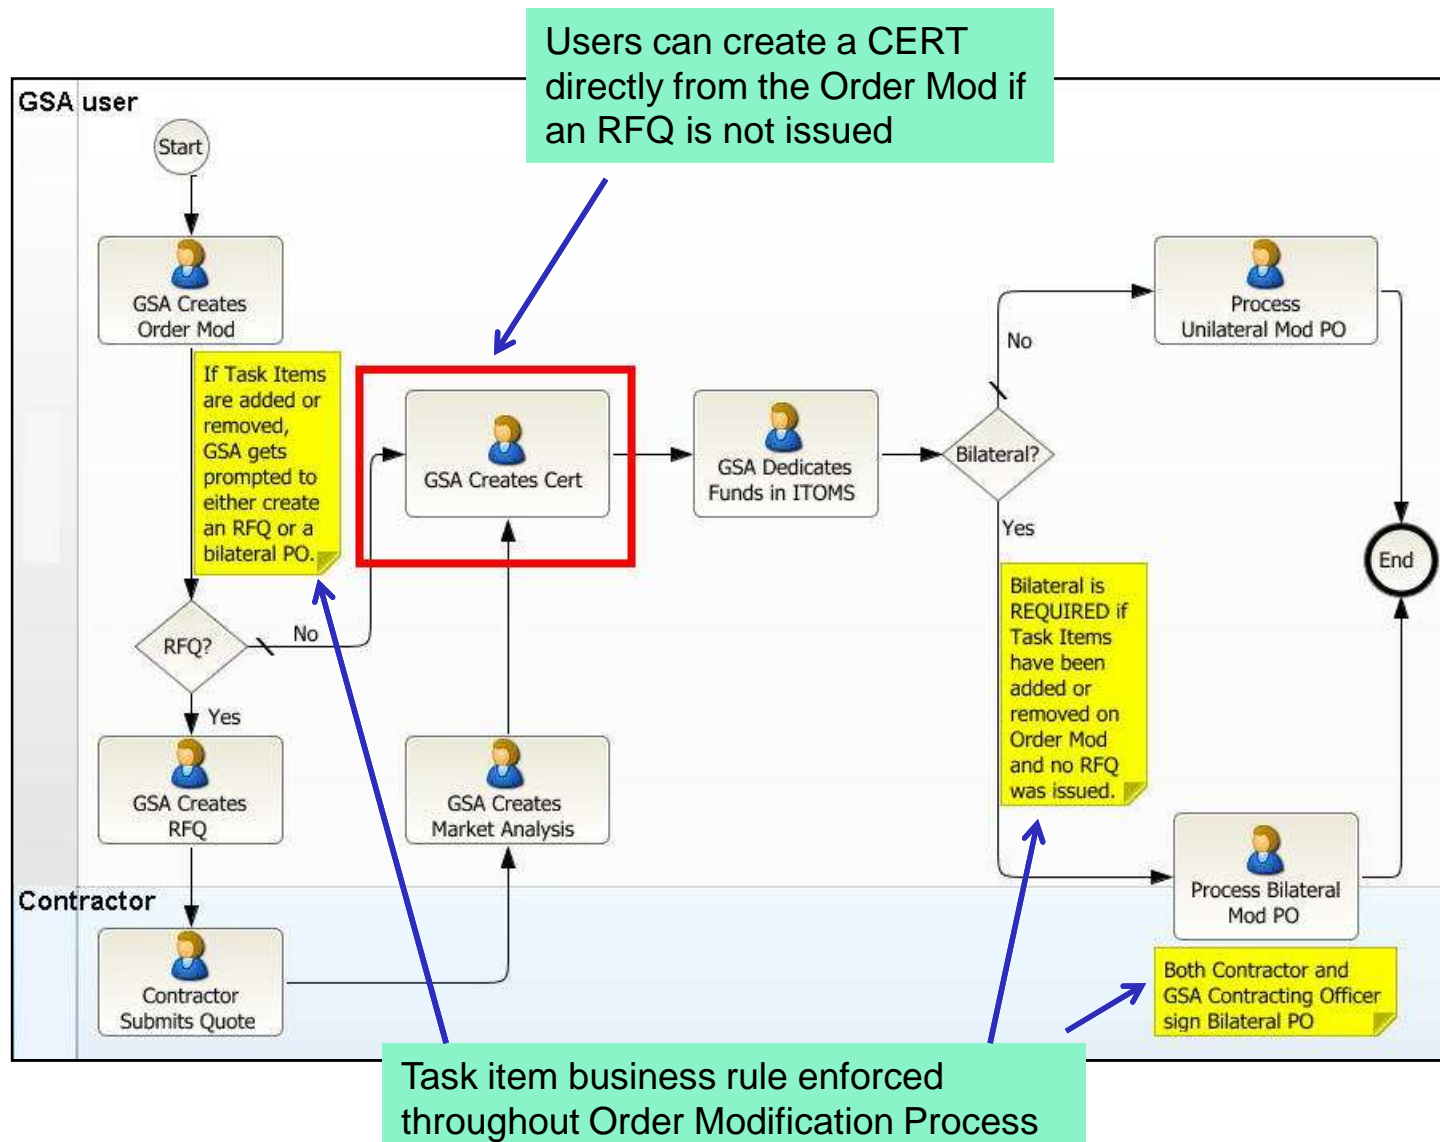 Users can create a CERT
directly from the Order Mod if
an RFQ is not issued
GSA user
Start
GSA Creates
Order Mod
If Task Items
are added or
removed,
GSA gets
prompted to
either create
an RFQ or a
bilateral PO.
RFQ?
No
Yes
GSA Creates
RFQ
GSA Creates Cert
GSA Creates
Market Analysis
GSA Dedicates
Funds in ITOMS
Bilateral?
No
Yes
Process
Unilateral Mod PO
End
Bilateral is
REQUIRED if
Task Items
have been
added or
removed on
Order Mod
and no RFQ
was issued.
Process Bilateral
Mod PO
Contractor
Contractor
Submits Quote
Both Contractor and
GSA Contracting Officer
sign Bilateral PO
Task item business rule enforced
throughout Order Modification Process